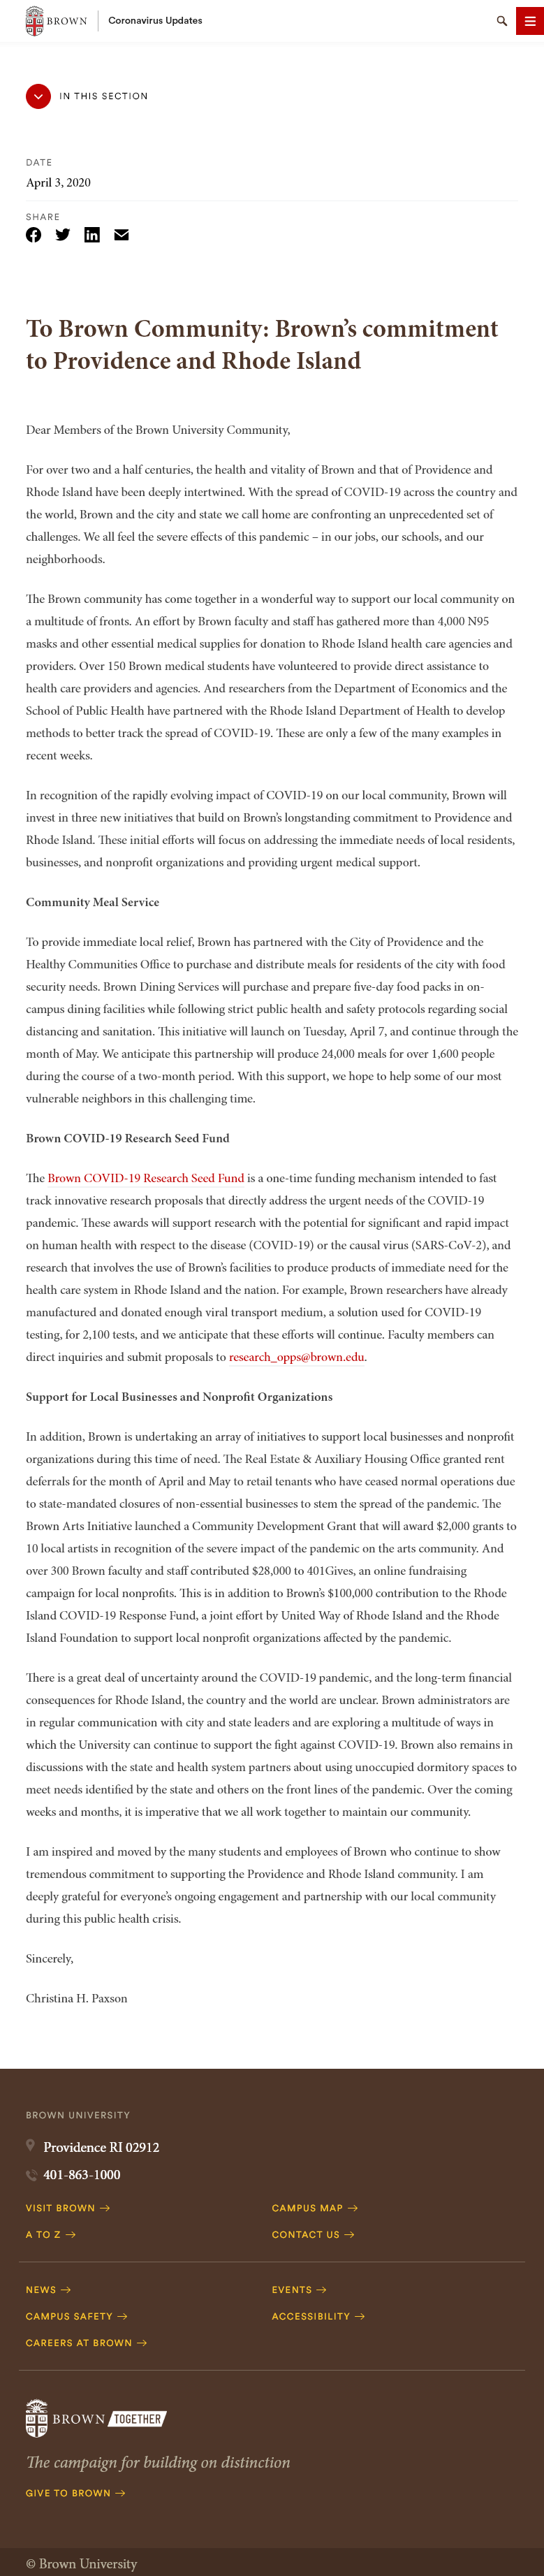 BROWN
Coronavirus Updates
IN THIS SECTION
DATE
April 3, 2020
SHARE
To Brown Community: Brown’s commitment
to Providence and Rhode Island
Dear Members of the Brown University Community,
For over two and a half centuries, the health and vitality of Brown and that of Providence and
Rhode Island have been deeply intertwined. With the spread of COVID-19 across the country and
the world, Brown and the city and state we call home are confronting an unprecedented set of
challenges. We all feel the severe effects of this pandemic – in our jobs, our schools, and our
neighborhoods.
The Brown community has come together in a wonderful way to support our local community on
a multitude of fronts. An effort by Brown faculty and staff has gathered more than 4,000 N95
masks and other essential medical supplies for donation to Rhode Island health care agencies and
providers. Over 150 Brown medical students have volunteered to provide direct assistance to
health care providers and agencies. And researchers from the Department of Economics and the
School of Public Health have partnered with the Rhode Island Department of Health to develop
methods to better track the spread of COVID-19. These are only a few of the many examples in
recent weeks.
In recognition of the rapidly evolving impact of COVID-19 on our local community, Brown will
invest in three new initiatives that build on Brown’s longstanding commitment to Providence and
Rhode Island. These initial efforts will focus on addressing the immediate needs of local residents,
businesses, and nonprofit organizations and providing urgent medical support.
Community Meal Service
To provide immediate local relief, Brown has partnered with the City of Providence and the
Healthy Communities Office to purchase and distribute meals for residents of the city with food
security needs. Brown Dining Services will purchase and prepare five-day food packs in on-
campus dining facilities while following strict public health and safety protocols regarding social
distancing and sanitation. This initiative will launch on Tuesday, April 7, and continue through the
month of May. We anticipate this partnership will produce 24,000 meals for over 1,600 people
during the course of a two-month period. With this support, we hope to help some of our most
vulnerable neighbors in this challenging time.
Brown COVID-19 Research Seed Fund
The Brown COVID-19 Research Seed Fund is a one-time funding mechanism intended to fast
track innovative research proposals that directly address the urgent needs of the COVID-19
pandemic. These awards will support research with the potential for significant and rapid impact
on human health with respect to the disease (COVID-19) or the causal virus (SARS-CoV-2), and
research that involves the use of Brown’s facilities to produce products of immediate need for the
health care system in Rhode Island and the nation. For example, Brown researchers have already
manufactured and donated enough viral transport medium, a solution used for COVID-19
testing, for 2,100 tests, and we anticipate that these efforts will continue. Faculty members can
direct inquiries and submit proposals to research_opps@brown.edu.
Support for Local Businesses and Nonprofit Organizations
In addition, Brown is undertaking an array of initiatives to support local businesses and nonprofit
organizations during this time of need. The Real Estate & Auxiliary Housing Office granted rent
deferrals for the month of April and May to retail tenants who have ceased normal operations due
to state-mandated closures of non-essential businesses to stem the spread of the pandemic. The
Brown Arts Initiative launched a Community Development Grant that will award $2,000 grants to
10 local artists in recognition of the severe impact of the pandemic on the arts community. And
over 300 Brown faculty and staff contributed $28,000 to 401Gives, an online fundraising
campaign for local nonprofits. This is in addition to Brown’s $100,000 contribution to the Rhode
Island COVID-19 Response Fund, a joint effort by United Way of Rhode Island and the Rhode
Island Foundation to support local nonprofit organizations affected by the pandemic.
There is a great deal of uncertainty around the COVID-19 pandemic, and the long-term financial
consequences for Rhode Island, the country and the world are unclear. Brown administrators are
in regular communication with city and state leaders and are exploring a multitude of ways in
which the University can continue to support the fight against COVID-19. Brown also remains in
discussions with the state and health system partners about using unoccupied dormitory spaces to
meet needs identified by the state and others on the front lines of the pandemic. Over the coming
weeks and months, it is imperative that we all work together to maintain our community.
I am inspired and moved by the many students and employees of Brown who continue to show
tremendous commitment to supporting the Providence and Rhode Island community. I am
deeply grateful for everyone’s ongoing engagement and partnership with our local community
during this public health crisis.
Sincerely,
Christina H. Paxson
BROWN UNIVERSITY
Providence RI 02912
401-863-1000
VISIT BROWN
CAMPUS MAP
A TO Z
CONTACT US
NEWS
EVENTS
CAMPUS SAFETY
ACCESSIBILITY
CAREERS AT BROWN
BROWN TOGETHER
The campaign for building on distinction
GIVE TO BROWN
© Brown University